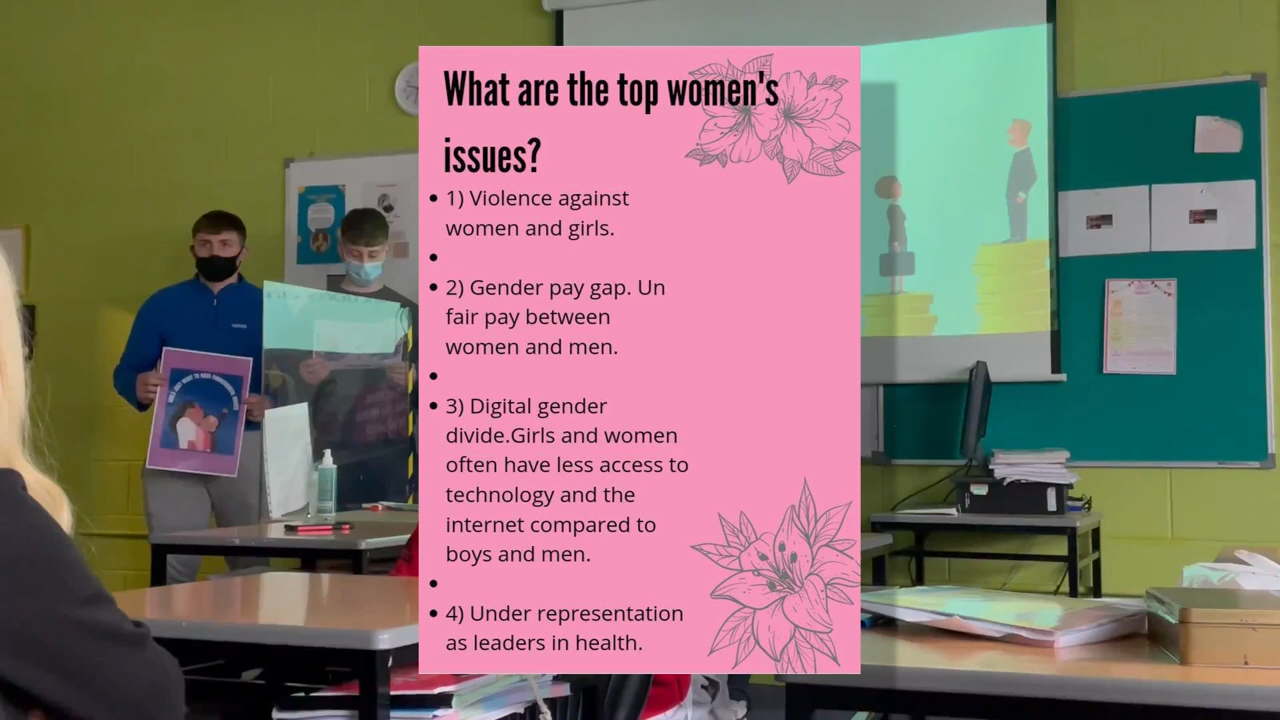 What are the top women's
issues?
1) Violence against
women and girls.
2) Gender pay gap. Un
fair pay between
women and men.
3) Digital gender
divide.Girls and women
often have less access to
technology and the
internet compared to
boys and men.
4) Under representation
as leaders in health.